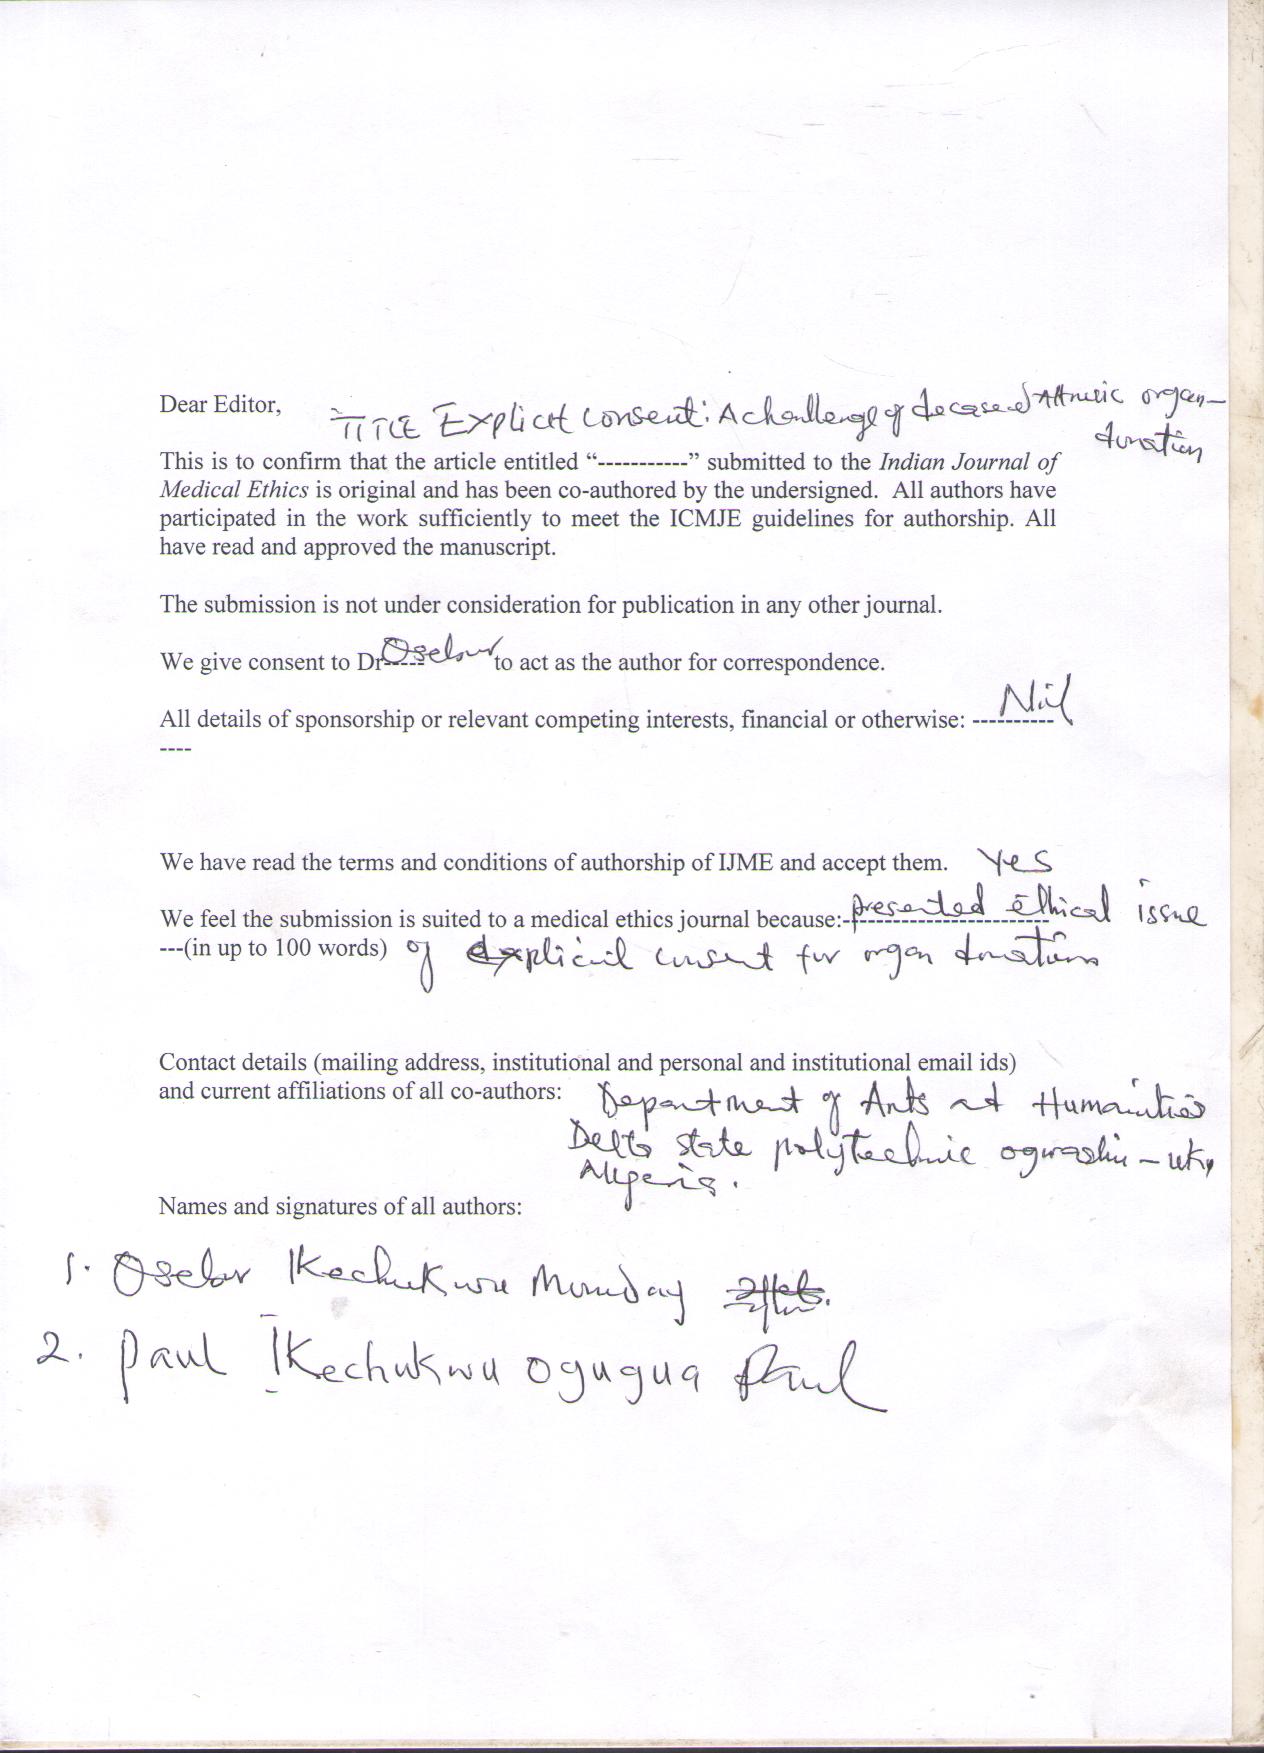 Dear Editor,
TITLE Explicit Consent: A challenge of deceased organ-
donation
This is to confirm that the article entitled “-----------” submitted to the Indian Journal of
Medical Ethics is original and has been co-authored by the undersigned. All authors have
participated in the work sufficiently to meet the ICMJE guidelines for authorship. All
have read and approved the manuscript.
The submission is not under consideration for publication in any other journal.
We give consent to Dr----- to act as the author for correspondence.
All details of sponsorship or relevant competing interests, financial or otherwise: ---------- Nil
----
We have read the terms and conditions of authorship of IJME and accept them. Yes
We feel the submission is suited to a medical ethics journal because:- presented ethical issue
---(in up to 100 words) of explicit consent for organ donation
Contact details (mailing address, institutional and personal and institutional email ids)
and current affiliations of all co-authors: Department of Arts and Humanities
Delta state polytechnic ogwashi-uku,
Nigeria.
Names and signatures of all authors:
1. Ikechukwu Monday
2. Paul Ikechukwu Ogugua Paul